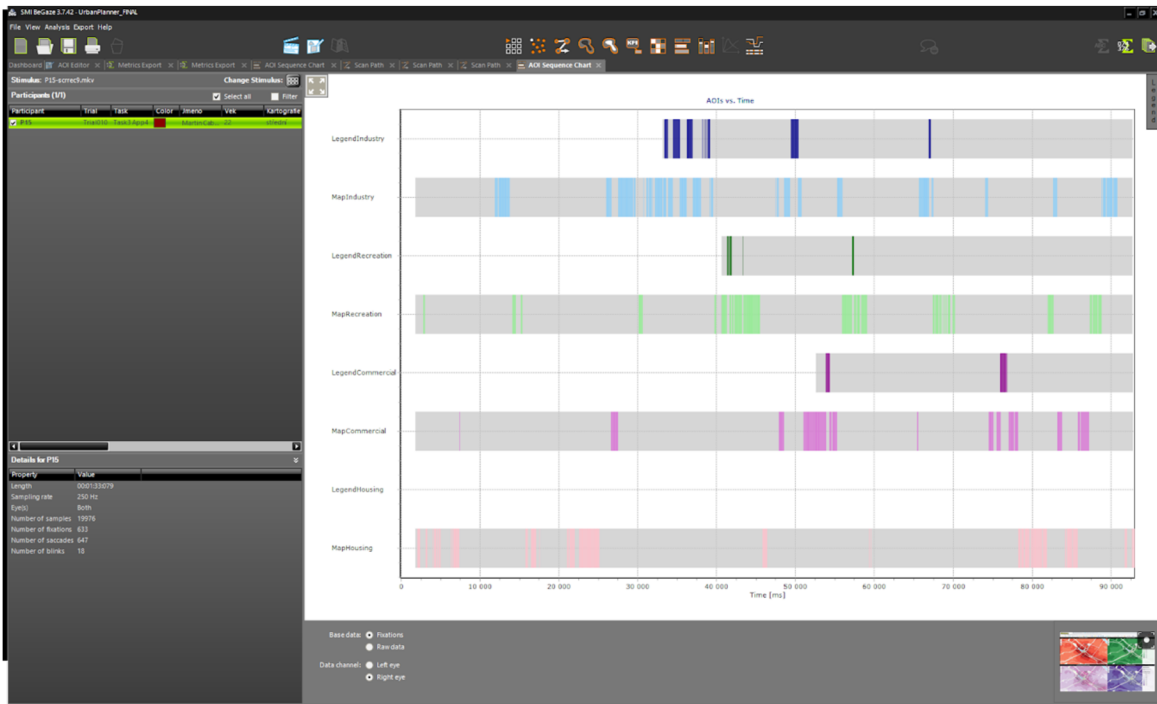 SMI BeGaze 3.7.42 - UrbanPlanner_FINAL
File View Analysis Export Help
Dashboard AOI Editor Metrics Export Metrics Export AOI Sequence Chart Scan Path Scan Path Scan Path AOI Sequence Chart
Stimulus: P15-screc9.mkv Change Stimulus:
Participants (1/1) Select all Filter
Participant Trial Task Color Jmeno Vek Kartografie
P15 Trial010 22
Details for P15
Property Value
Length 00:01:33:079
Sampling rate 250 Hz
Eye(s) Both
Number of samples 19976
Number of fixations 633
Number of saccades 647
Number of blinks 18
AOIs vs. Time
LegendIndustry
MapIndustry
LegendRecreation
MapRecreation
LegendCommercial
MapCommercial
LegendHousing
MapHousing
0 10 000 20 000 30 000 40 000 50 000 60 000 70 000 80 000 90 000
Time [ms]
Base data: Fixations
Raw data
Data channel: Left eye
Right eye
Legend